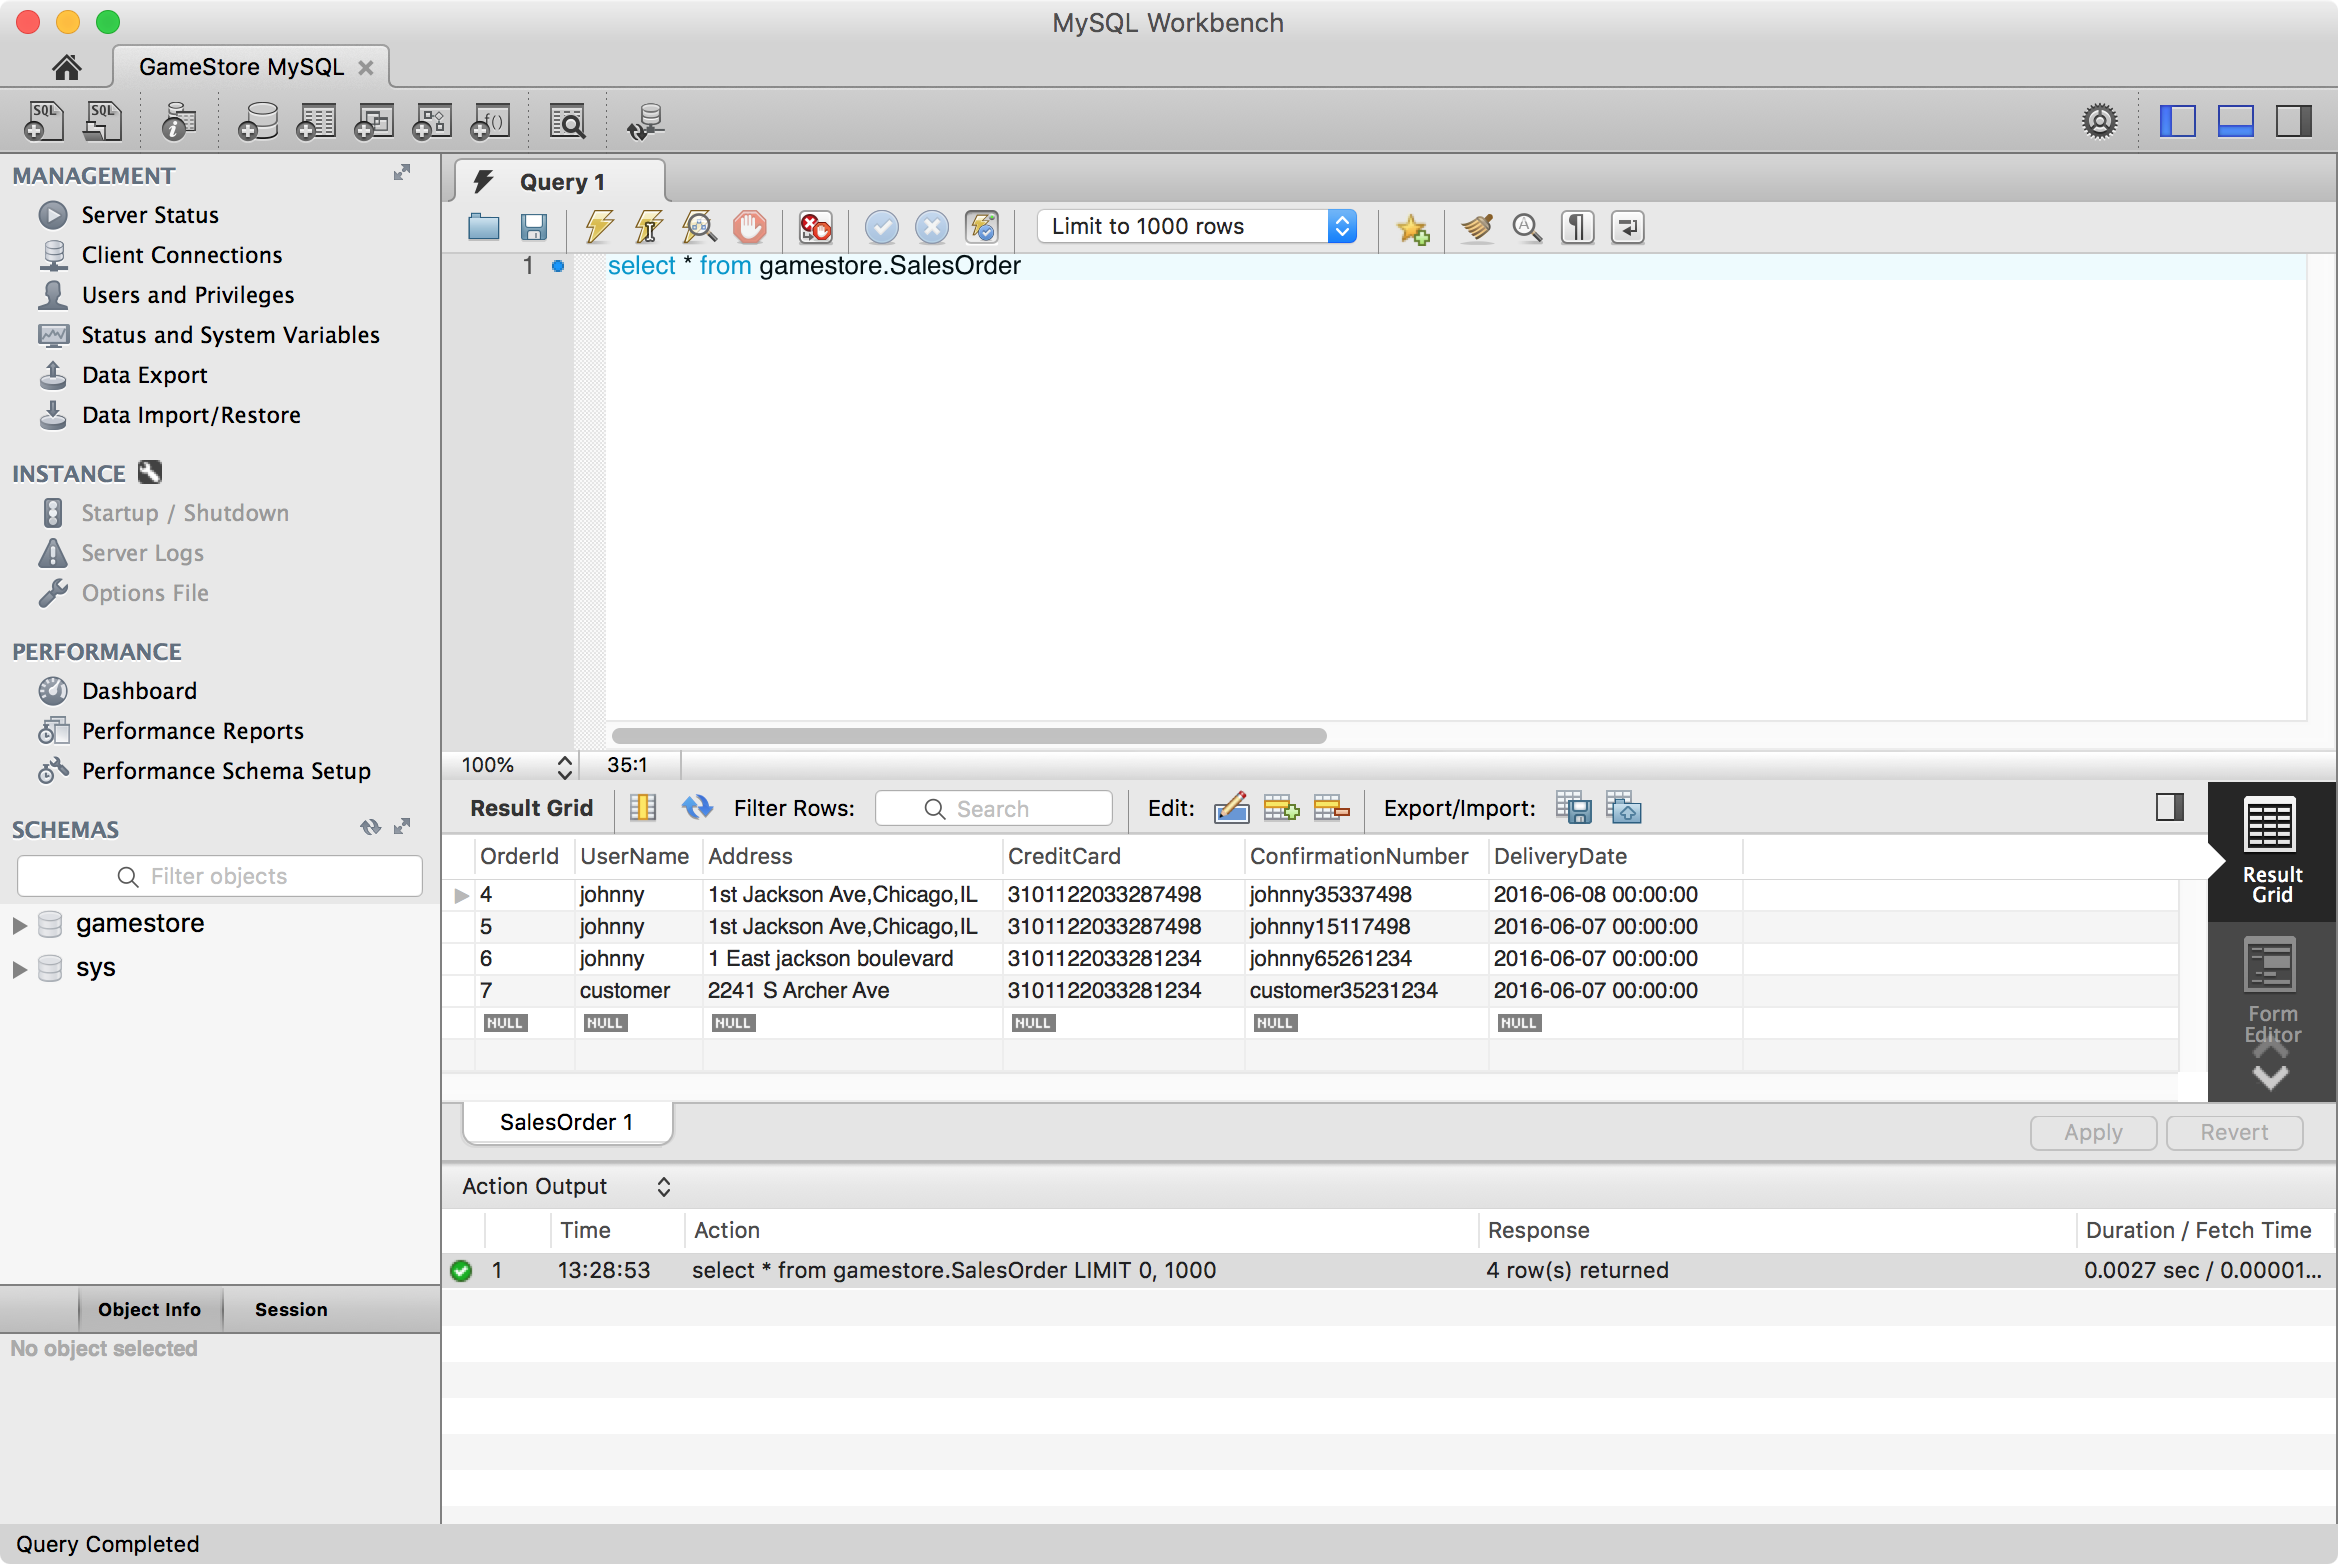 MySQL Workbench
GameStore MySQL
SQL SQL f()
MANAGEMENT
Server Status
Client Connections
Users and Privileges
Status and System Variables
Data Export
Data Import/Restore
INSTANCE
Startup / Shutdown
Server Logs
Options File
PERFORMANCE
Dashboard
Performance Reports
Performance Schema Setup
SCHEMAS
Filter objects
gamestore
sys
Object Info Session
No object selected
Query 1
Limit to 1000 rows
1 select * from gamestore.SalesOrder
100% 35:1
Result Grid Filter Rows: Search Edit: Export/Import:
OrderId UserName Address CreditCard ConfirmationNumber DeliveryDate
4 johnny 1st Jackson Ave,Chicago,IL 3101122033287498 johnny35337498 2016-06-08 00:00:00
5 johnny 1st Jackson Ave,Chicago,IL 3101122033287498 johnny15117498 2016-06-07 00:00:00
6 johnny 1 East jackson boulevard 3101122033281234 johnny65261234 2016-06-07 00:00:00
7 customer 2241 S Archer Ave 3101122033281234 customer35231234 2016-06-07 00:00:00
NULL NULL NULL NULL NULL NULL
Result
Grid
Form
Editor
SalesOrder 1
Apply Revert
Action Output
Time Action Response Duration / Fetch Time
1 13:28:53 select * from gamestore.SalesOrder LIMIT 0, 1000 4 row(s) returned 0.0027 sec / 0.00001...
Query Completed